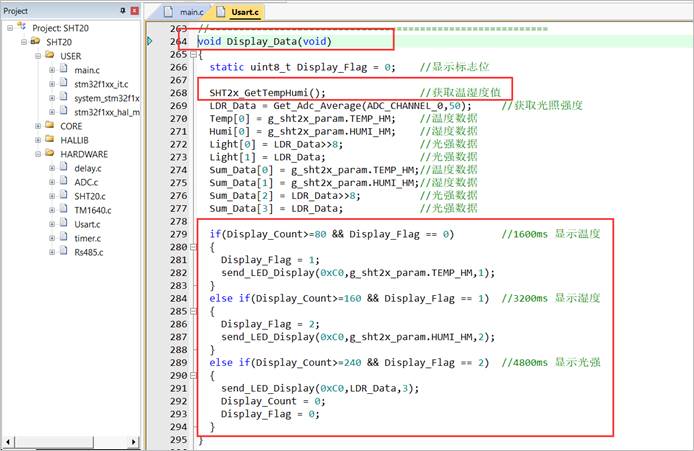 Project
Project: SHT20
SHT20
USER
main.c
stm32f1xx_it.c
system_stm32f1x
stm32f1xx_hal_m
CORE
HALLIB
HARDWARE
delay.c
ADC.c
SHT20.c
TM1640.c
Usart.c
timer.c
Rs485.c
main.c Usart.c
263
264 void Display_Data(void)
265 {
266 static uint8_t Display_Flag = 0; //显示标志位
267
268 SHT2x_GetTempHumi(); //获取温湿度值
269 LDR_Data = Get_Adc_Average(ADC_CHANNEL_0,50); //获取光照强度
270 Temp[0] = g_sht2x_param.TEMP_HM; //温度数据
271 Humi[0] = g_sht2x_param.HUMI_HM; //湿度数据
272 Light[0] = LDR_Data>>8; //光强数据
273 Light[1] = LDR_Data; //光强数据
274 Sum_Data[0] = g_sht2x_param.TEMP_HM;//温度数据
275 Sum_Data[1] = g_sht2x_param.HUMI_HM;//湿度数据
276 Sum_Data[2] = LDR_Data>>8; //光强数据
277 Sum_Data[3] = LDR_Data; //光强数据
278
279 if(Display_Count>=80 && Display_Flag == 0) //1600ms 显示温度
280 {
281 Display_Flag = 1;
282 send_LED_Display(0xC0,g_sht2x_param.TEMP_HM,1);
283 }
284 else if(Display_Count>=160 && Display_Flag == 1) //3200ms 显示湿度
285 {
286 Display_Flag = 2;
287 send_LED_Display(0xC0,g_sht2x_param.HUMI_HM,2);
288 }
289 else if(Display_Count>=240 && Display_Flag == 2) //4800ms 显示光强
290 {
291 send_LED_Display(0xC0,LDR_Data,3);
292 Display_Count = 0;
293 Display_Flag = 0;
294 }
295 }